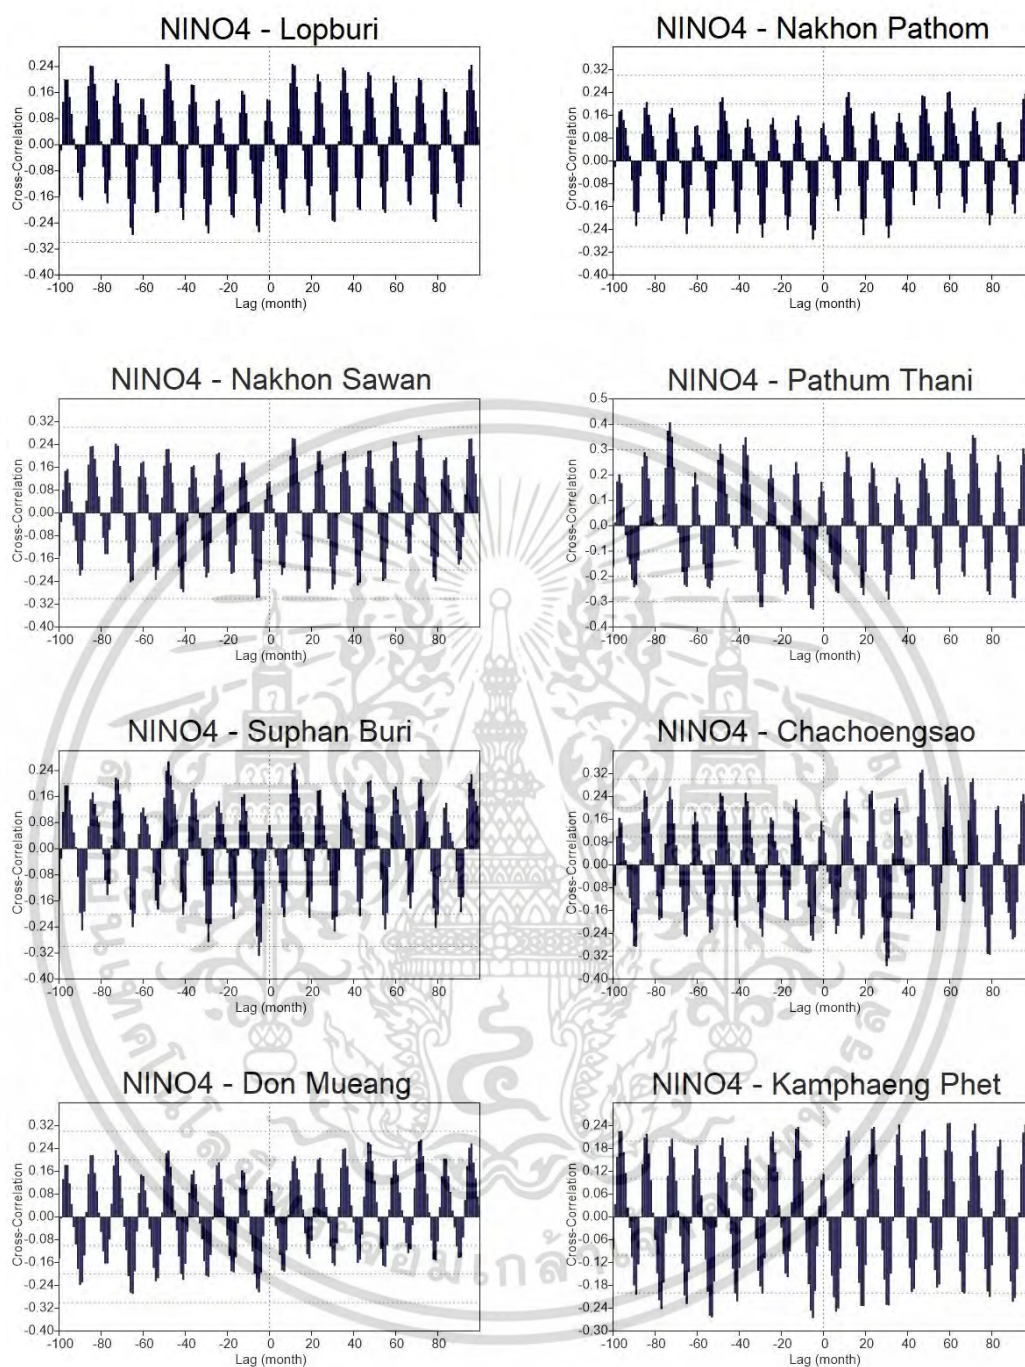 NINO4 - Lopburi
Cross-Correlation
0.24
0.16
0.08
0.00
-0.08
-0.16
-0.24
-0.32
-0.40
-100 -80 -60 -40 -20 0 20 40 60 80
Lag (month)
NINO4 - Nakhon Pathom
Cross-Correlation
0.32
0.24
0.16
0.08
0.00
-0.08
-0.16
-0.24
-0.32
-0.40
-100 -80 -60 -40 -20 0 20 40 60 80
Lag (month)
NINO4 - Nakhon Sawan
Cross-Correlation
0.32
0.24
0.16
0.08
0.00
-0.08
-0.16
-0.24
-0.32
-0.40
-100 -80 -60 -40 -20 0 20 40 60 80
Lag (month)
NINO4 - Pathum Thani
Cross-Correlation
0.5
0.4
0.3
0.2
0.1
0.0
-0.1
-0.2
-0.3
-0.4
-100 -80 -60 -40 -20 0 20 40 60 80
Lag (month)
NINO4 - Suphan Buri
Cross-Correlation
0.24
0.16
0.08
0.00
-0.08
-0.16
-0.24
-0.32
-0.40
-100 -80 -60 -40 -20 0 20 40 60 80
Lag (month)
NINO4 - Chachoengsao
Cross-Correlation
0.32
0.24
0.16
0.08
0.00
-0.08
-0.16
-0.24
-0.32
-0.40
-100 -80 -60 -40 -20 0 20 40 60 80
Lag (month)
NINO4 - Don Mueang
Cross-Correlation
0.32
0.24
0.16
0.08
0.00
-0.08
-0.16
-0.24
-0.32
-0.40
-100 -80 -60 -40 -20 0 20 40 60 80
Lag (month)
NINO4 - Kamphaeng Phet
Cross-Correlation
0.24
0.18
0.12
0.06
0.00
-0.06
-0.12
-0.18
-0.24
-0.30
-100 -80 -60 -40 -20 0 20 40 60 80
Lag (month)